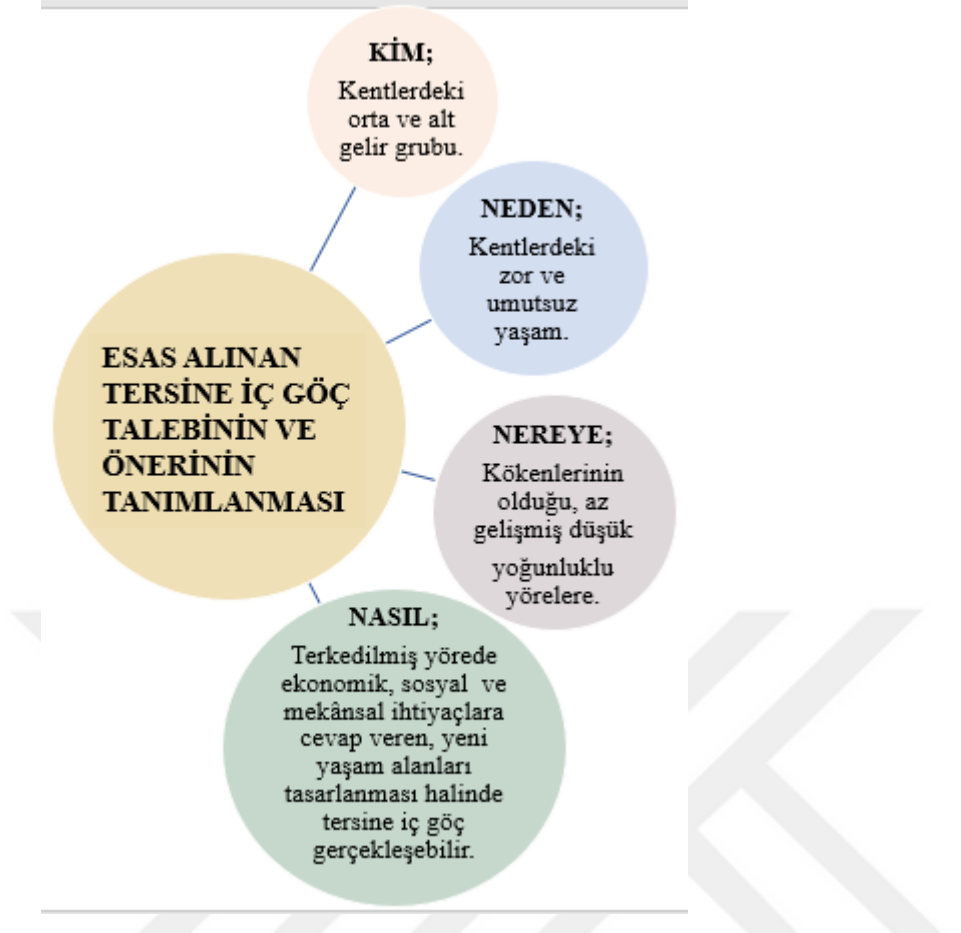 KİM;
Kentlerdeki
orta ve alt
gelir grubu.
NEDEN;
Kentlerdeki
zor ve
umutsuz
yaşam.
ESAS ALINAN
TERSİNE İÇ GÖÇ
TALEBİNİN VE
ÖNERİNİN
TANIMLANMASI
NEREYE;
Kökenlerinin
olduğu, az
gelişmiş düşük
yoğunluklu
yörelere.
NASIL;
Terkedilmiş yörede
ekonomik, sosyal ve
mekânsal ihtiyaçlara
cevap veren, yeni
yaşam alanları
tasarlanması halinde
tersine iç göç
gerçekleşebilir.